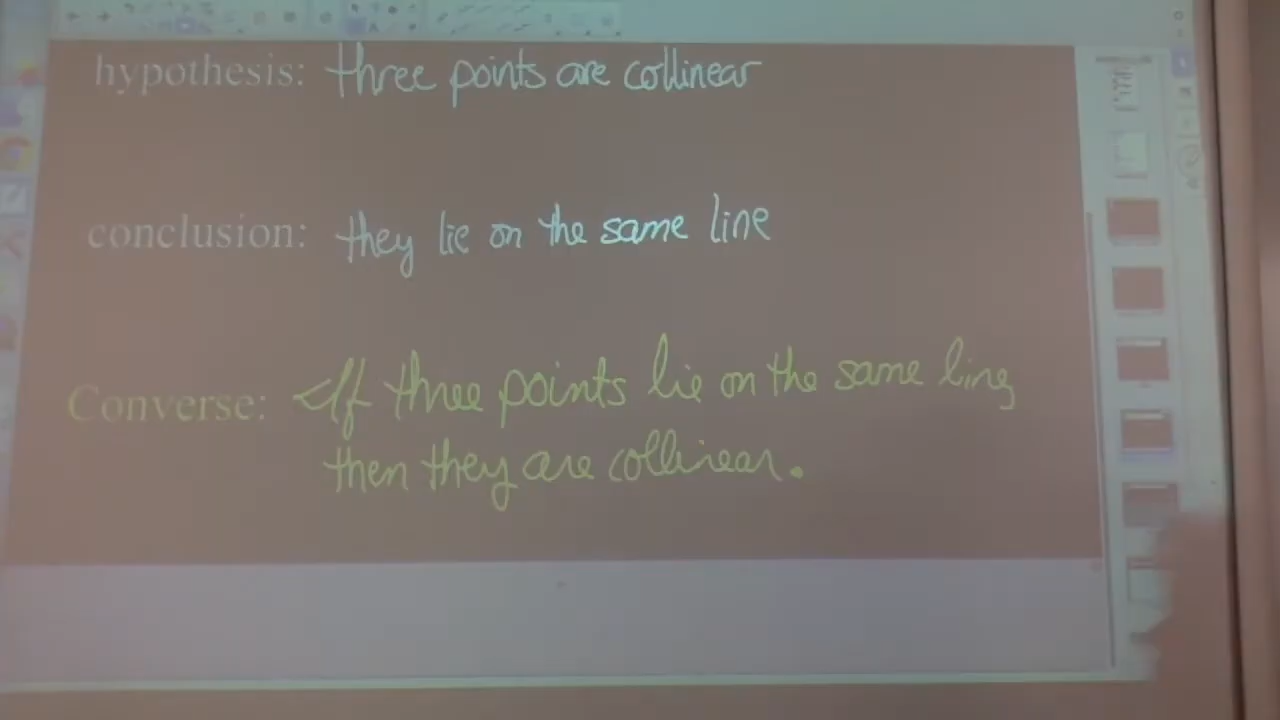 hypothesis: three points are collinear
conclusion: they lie on the same line
Converse: If three points lie on the same line,
then they are collinear.